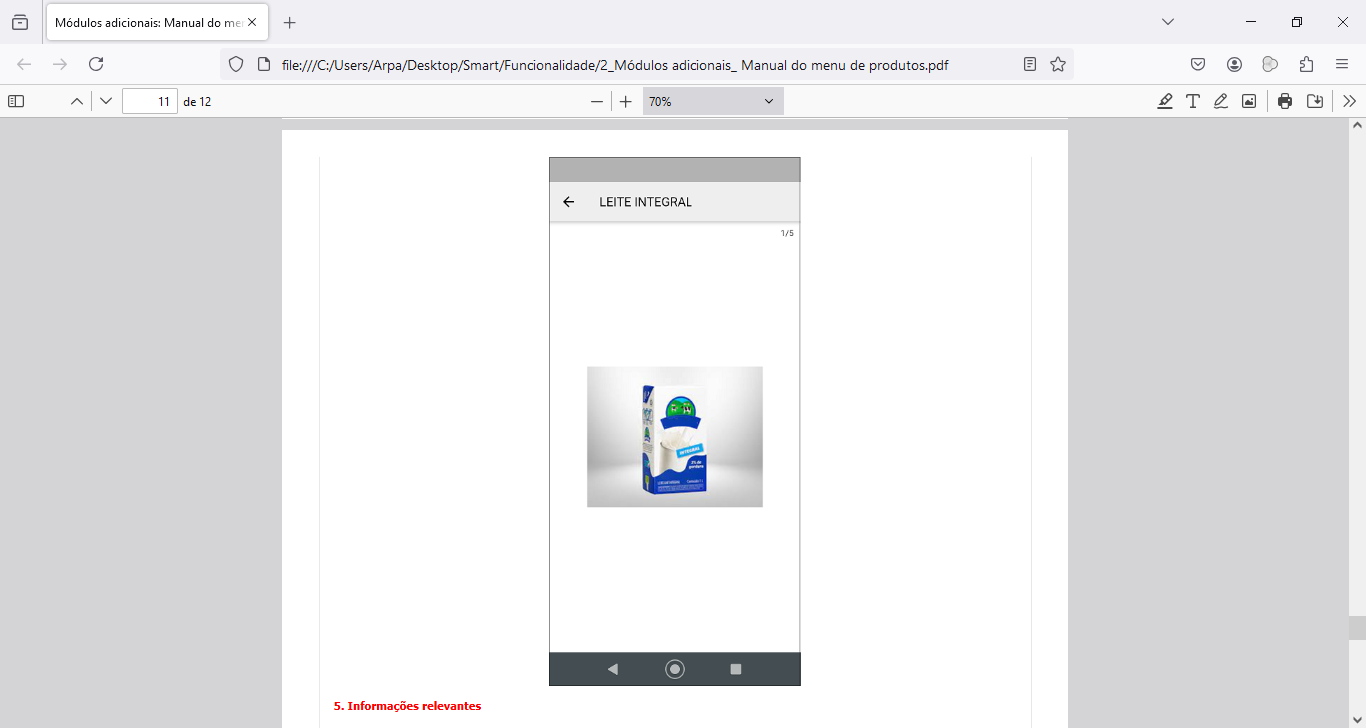 Módulos adicionais: Manual do me
file:///C:/Users/Arpa/Desktop/Smart/Funcionalidade/2_Módulos adicionais_ Manual do menu de produtos.pdf
11 de 12
70%
LEITE INTEGRAL
1/5
INTEGRAL
5. Informações relevantes